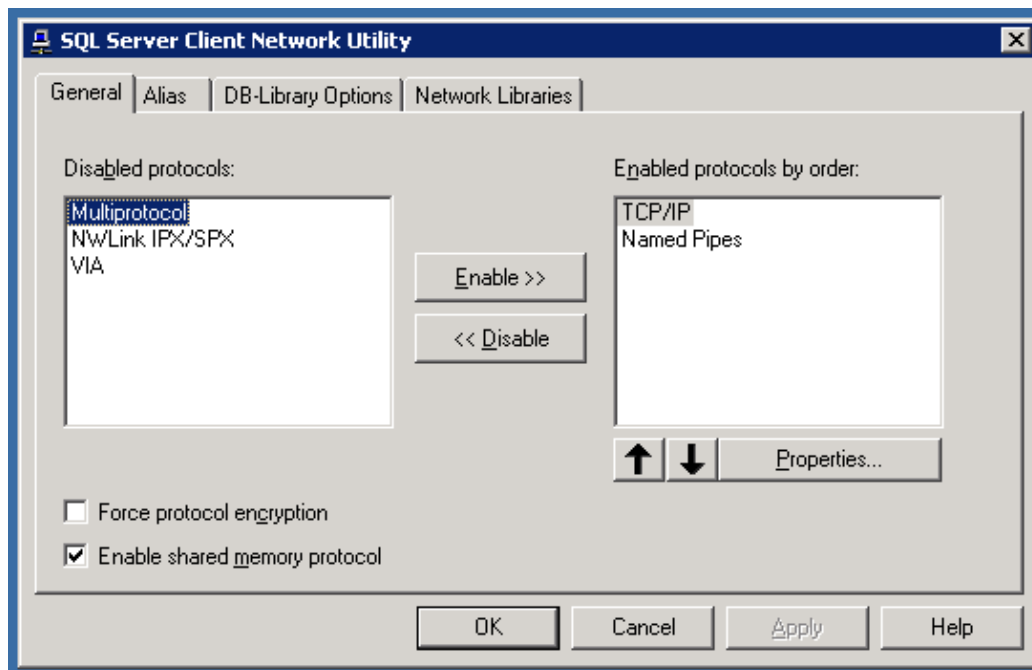 SQL Server Client Network Utility
General
Alias
DB-Library Options
Network Libraries
Disabled protocols:
Multiprotocol
NWLink IPX/SPX
VIA
Enable >>
<< Disable
Enabled protocols by order:
TCP/IP
Named Pipes
Properties...
Force protocol encryption
Enable shared memory protocol
OK
Cancel
Apply
Help